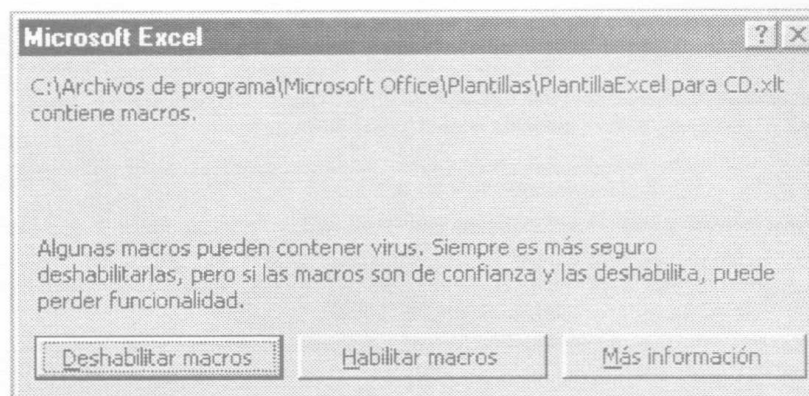 Microsoft Excel
C:\Archivos de programa\Microsoft Office\Plantillas\PlantillaExcel para CD.xlt
contiene macros.
Algunas macros pueden contener virus. Siempre es más seguro
deshabilitarlas, pero si las macros son de confianza y las deshabilita, puede
perder funcionalidad.
Deshabilitar macros
Habilitar macros
Más información